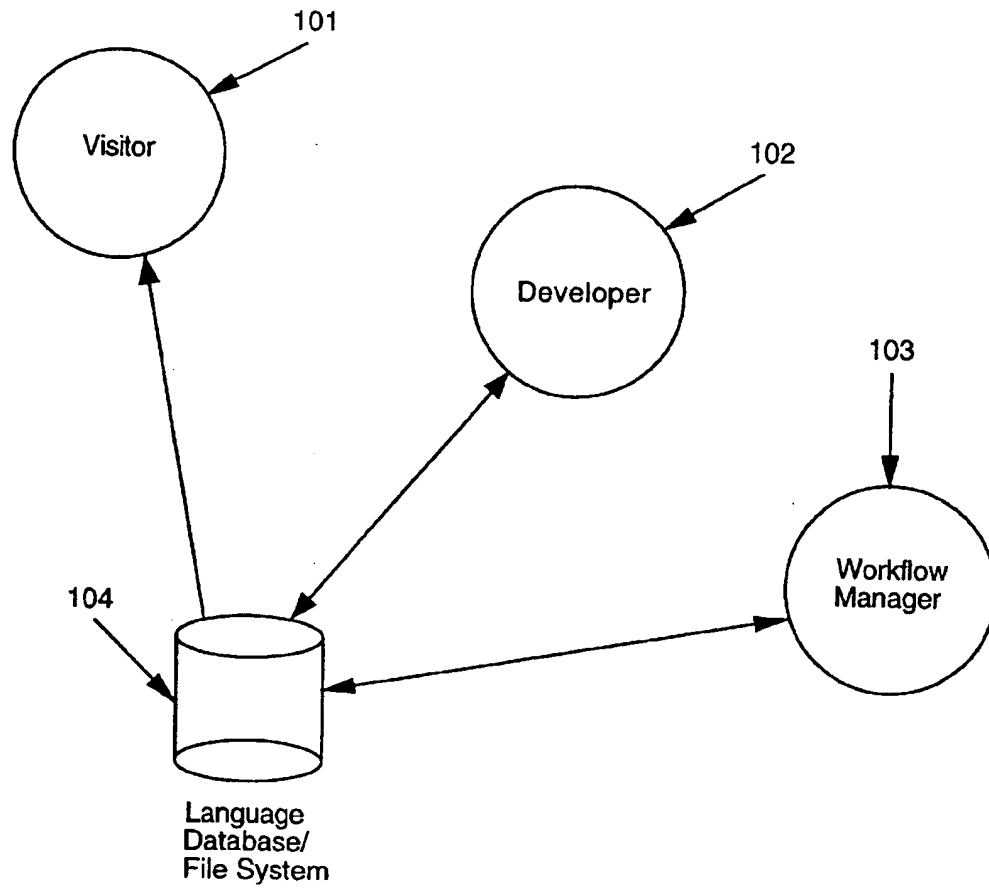 101
Visitor
102
Developer
103
Workflow
Manager
104
Language
Database/
File System